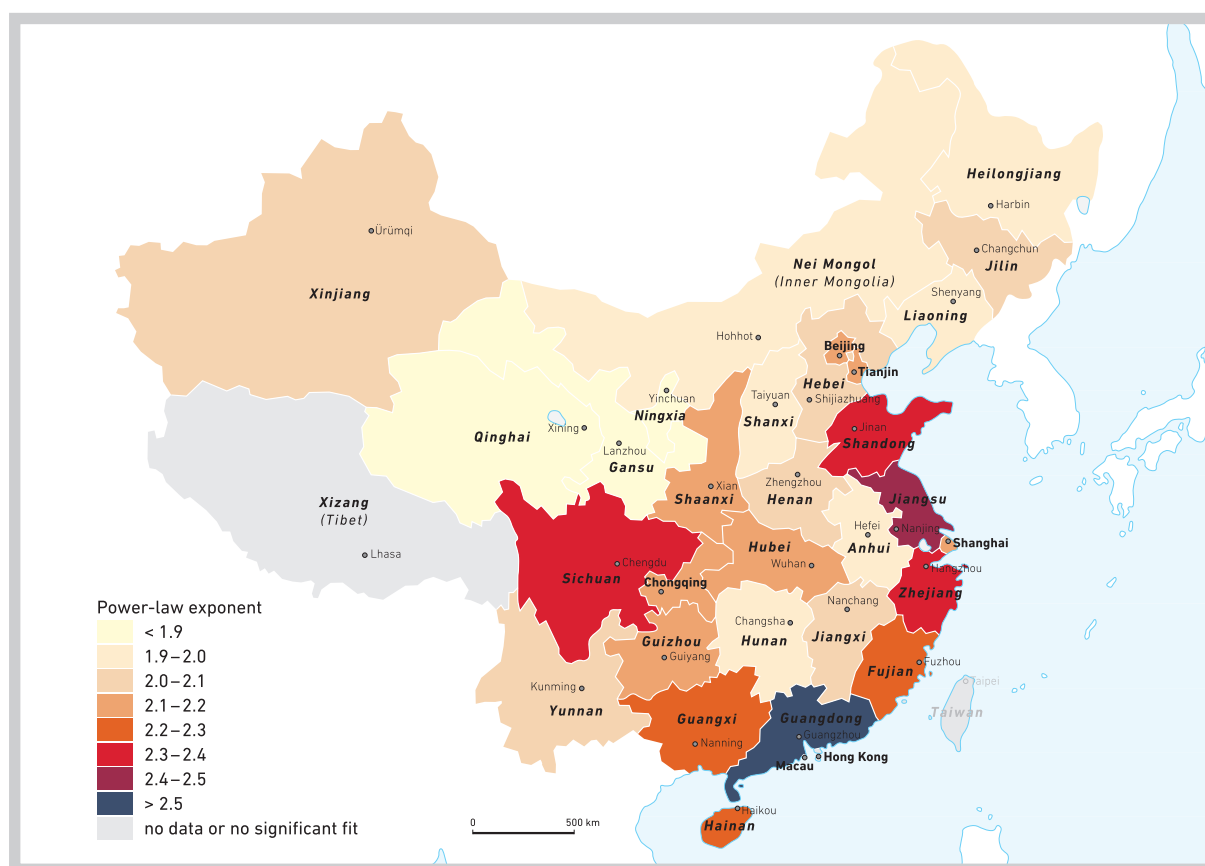 Heilongjiang
Harbin
Ürümqi
Changchun
Jilin
Nei Mongol
(Inner Mongolia)
Xinjiang
Shenyang
Liaoning
Hohhot
Beijing
Tianjin
Hebei
Yinchuan
Taiyuan
Shijiazhuang
Ningxia
Shanxi
Xining
Jinan
Qinghai
Shandong
Lanzhou
Gansu
Zhengzhou
Xian
Shaanxi
Henan
Jiangsu
Xizang
(Tibet)
Hefei
Nanjing
Anhui
Shanghai
Hubei
Lhasa
Chengdu
Wuhan
Hangzhou
Sichuan
Chongqing
Zhejiang
Nanchang
Changsha
Jiangxi
Guizhou
Hunan
Guiyang
Fuzhou
Fujian
Kunming
Taipei
Yunnan
Taiwan
Guangxi
Guangdong
Guangzhou
Nanning
Hong Kong
Macau
Haikou
Hainan
Power-law exponent
< 1.9
1.9–2.0
2.0–2.1
2.1–2.2
2.2–2.3
2.3–2.4
2.4–2.5
> 2.5
no data or no significant fit
0 500 km